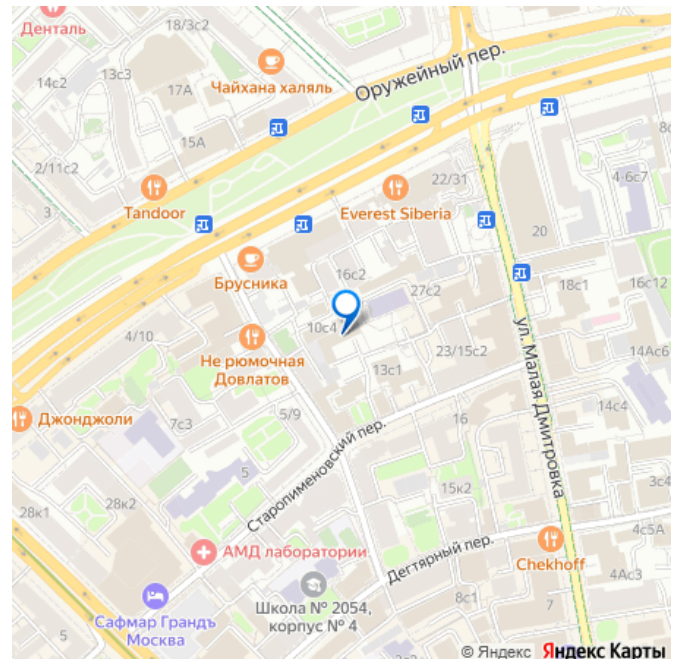 Денталь
18/3с2
14с2
13с3
17А
Чайхана халяль
Оружейный пер.
15А
2/11с2
3
Tandoor
22/31
Everest Siberia
4-6с7
20
Брусника
16с2
27с2
18с1
16с12
4/10
10с4
Не рюмочная
Довлатов
23/15с2
13с1
14Ас6
ул. Малая Дмитровка
Джонджоли
7с3
5/9
16
14с4
5
Старопименовский пер.
28к2
28к1
15к2
3с4
4с5А
АМД лаборатории
Дегтярный пер.
Chekhoff
4Ас3
Сафмар Грандъ
Москва
Школа № 2054,
корпус № 4
8с1
7
5
© Яндекс Яндекс Карты